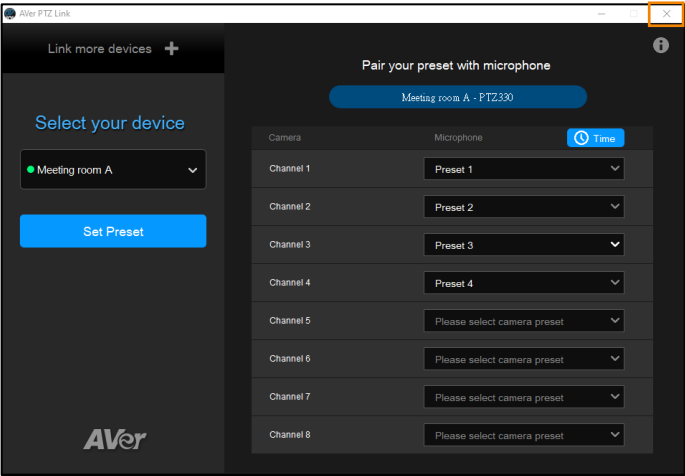 AVer PTZ Link
Link more devices
Select your device
Meeting room A
Set Preset
AVer
Pair your preset with microphone
Meeting room A - PTZ330
Camera Microphone Time
Channel 1 Preset 1
Channel 2 Preset 2
Channel 3 Preset 3
Channel 4 Preset 4
Channel 5 Please select camera preset
Channel 6 Please select camera preset
Channel 7 Please select camera preset
Channel 8 Please select camera preset